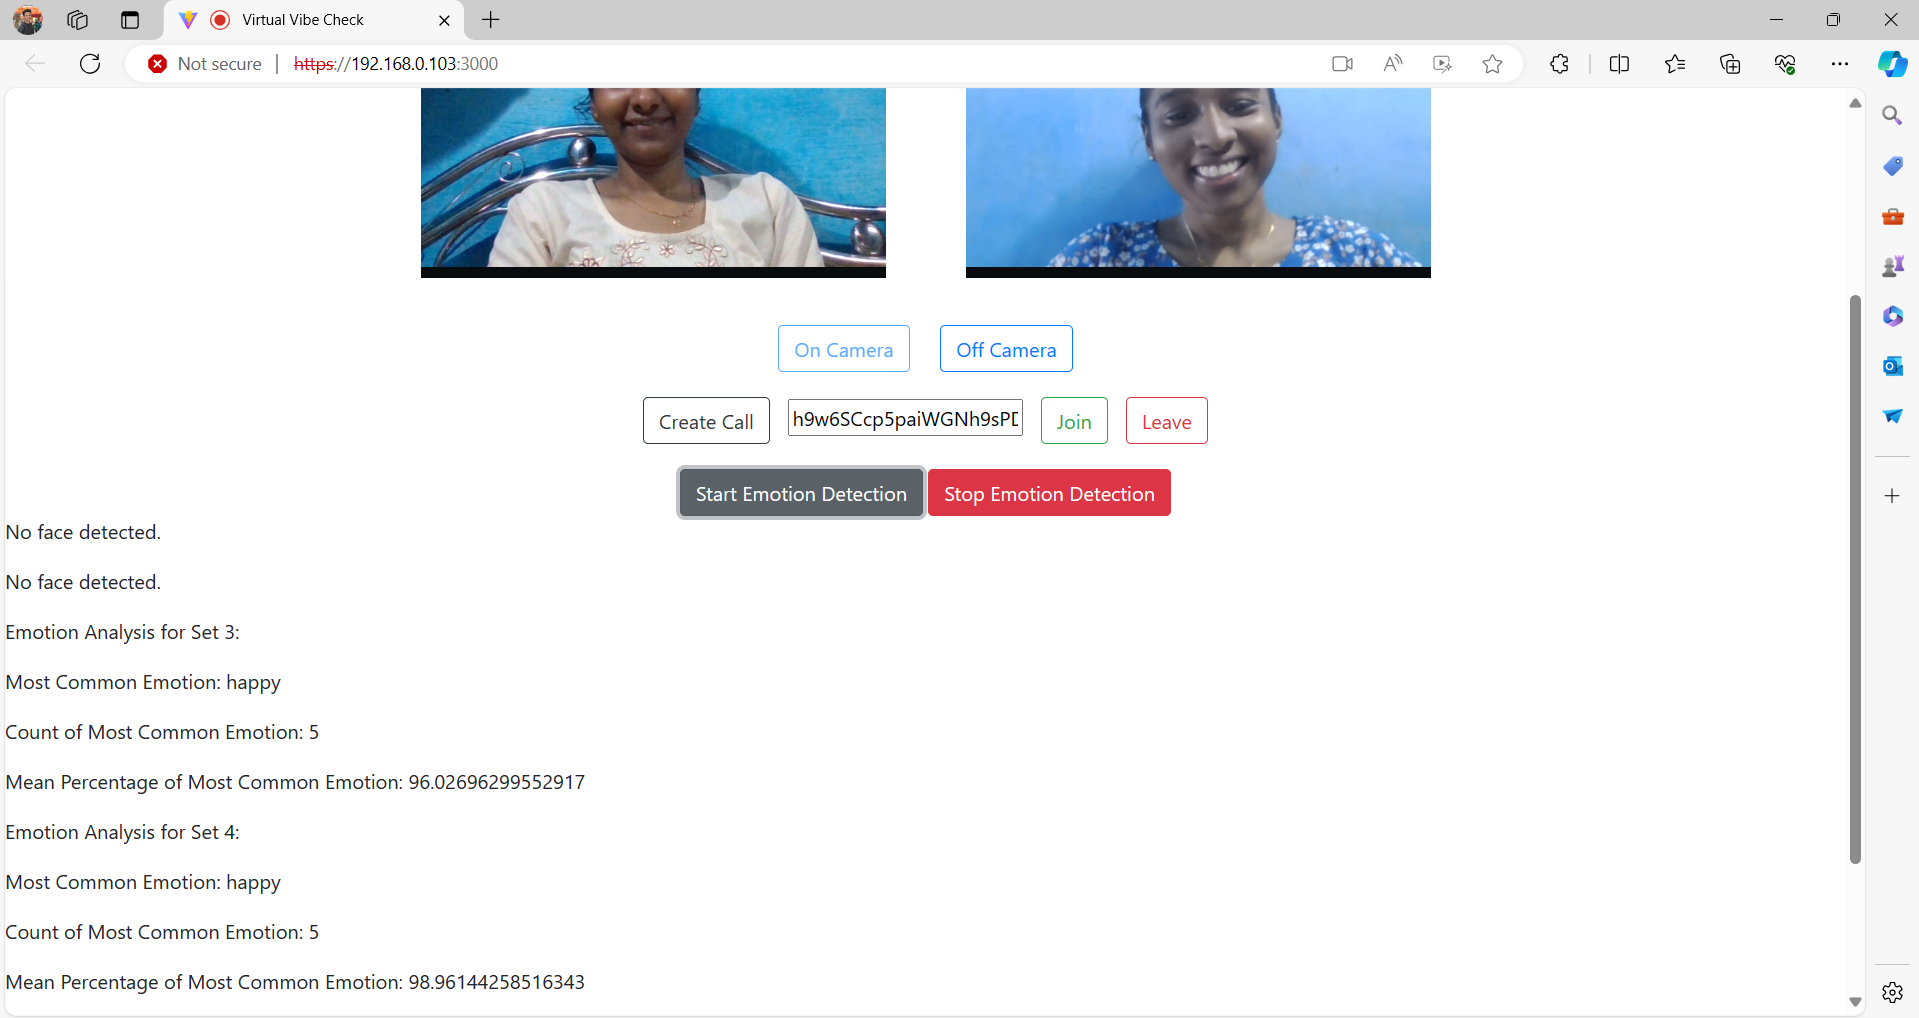 Virtual Vibe Check
Not secure
https://192.168.0.103:3000
On Camera
Off Camera
Create Call
h9w6SCcp5paiWGNh9sP
Join
Leave
Start Emotion Detection
Stop Emotion Detection
No face detected.
No face detected.
Emotion Analysis for Set 3:
Most Common Emotion: happy
Count of Most Common Emotion: 5
Mean Percentage of Most Common Emotion: 96.02696299552917
Emotion Analysis for Set 4:
Most Common Emotion: happy
Count of Most Common Emotion: 5
Mean Percentage of Most Common Emotion: 98.96144258516343